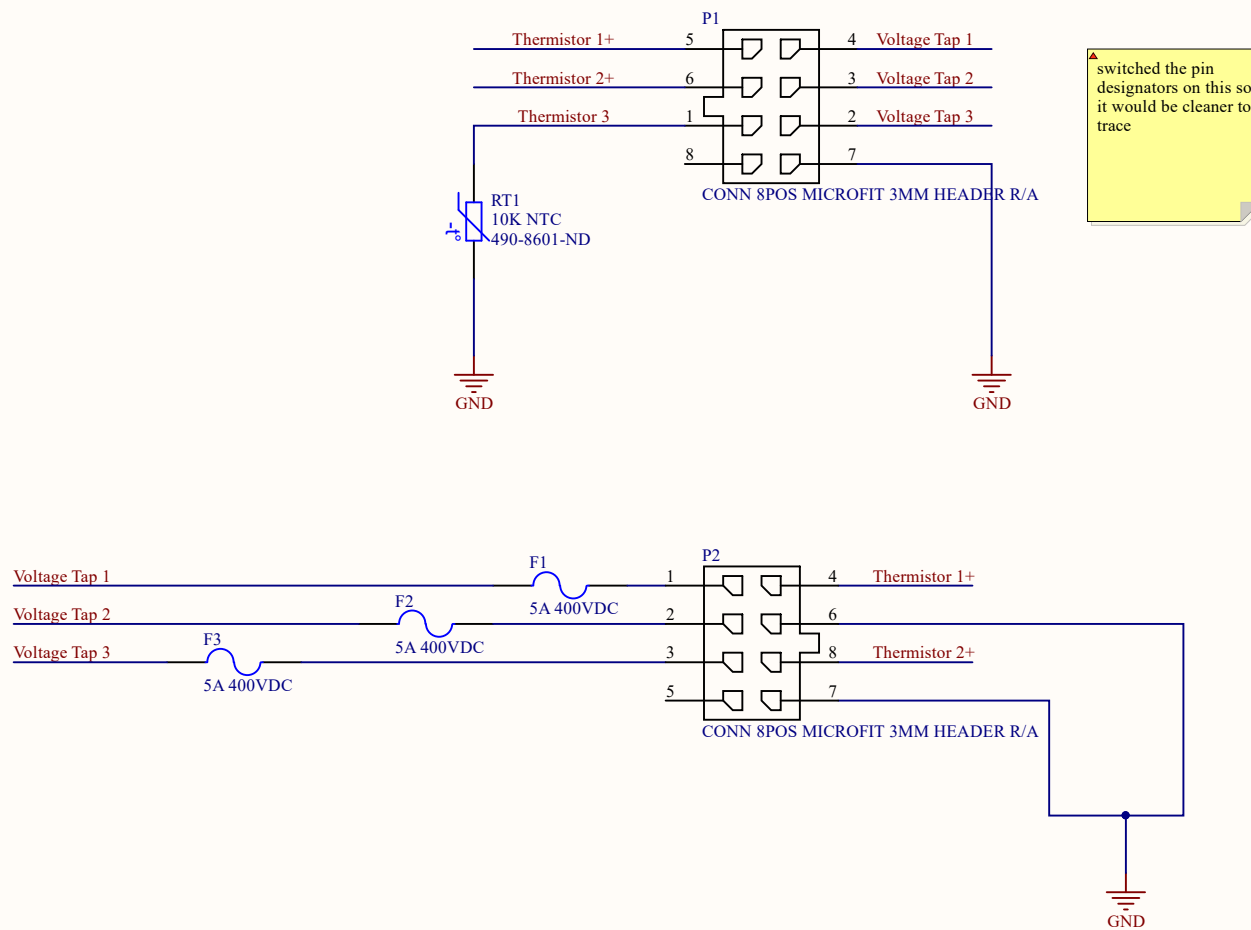 P1
Thermistor 1+
5
4
Voltage Tap 1
Thermistor 2+
6
3
Voltage Tap 2
Thermistor 3
1
2
Voltage Tap 3
8
7
CONN 8POS MICROFIT 3MM HEADER R/A
switched the pin
designators on this so
it would be cleaner to
trace
RT1
10K NTC
490-8601-ND
-t°
GND
GND
P2
Voltage Tap 1
F1
5A 400VDC
1
4
Thermistor 1+
Voltage Tap 2
F2
5A 400VDC
2
6
Voltage Tap 3
F3
5A 400VDC
3
8
Thermistor 2+
5
7
CONN 8POS MICROFIT 3MM HEADER R/A
GND